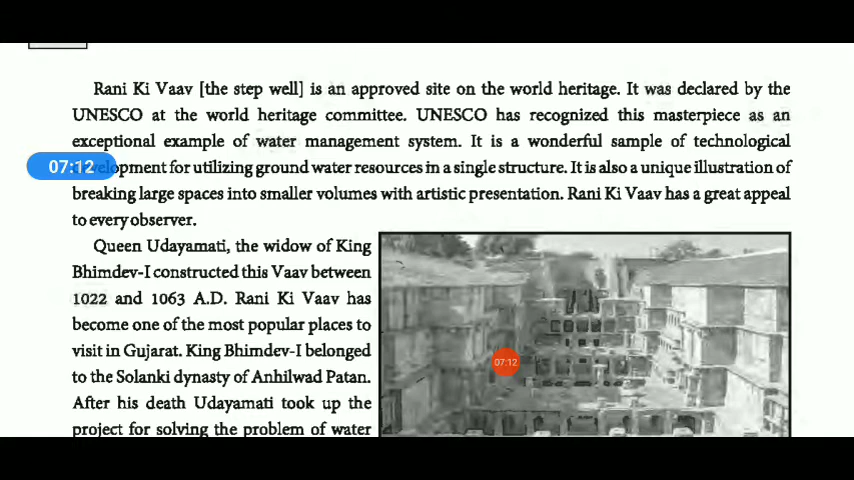 Rani Ki Vaav [the step well] is an approved site on the world heritage. It was declared by the
UNESCO at the world heritage committee. UNESCO has recognized this masterpiece as an
exceptional example of water management system. It is a wonderful sample of technological
07:12
development for utilizing ground water resources in a single structure. It is also a unique illustration of
breaking large spaces into smaller volumes with artistic presentation. Rani Ki Vaav has a great appeal
to every observer.
Queen Udayamati, the widow of King
Bhimdev-I constructed this Vaav between
1022 and 1063 A.D. Rani Ki Vaav has
become one of the most popular places to
visit in Gujarat. King Bhimdev-I belonged
to the Solanki dynasty of Anhilwad Patan.
After his death Udayamati took up the
project for solving the problem of water
07:12